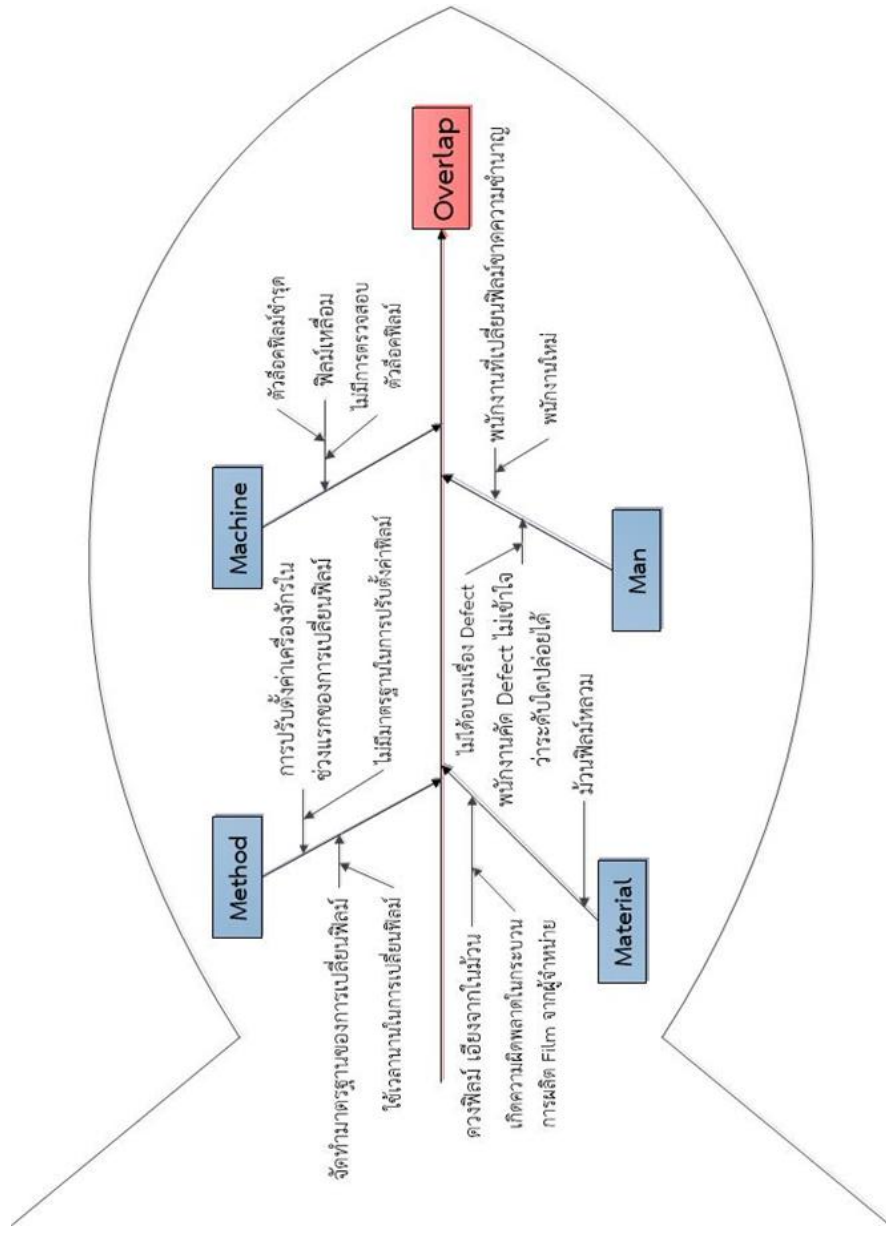 Method
Machine
การปรับตั้งค่าเครื่องจักรใน
ช่วงแรกของการเปลี่ยนฟิล์ม
ไม่มีมาตรฐานในการปรับตั้งค่าฟิล์ม
จัดทำมาตรฐานของการเปลี่ยนฟิล์ม
ใช้เวลานานในการเปลี่ยนฟิล์ม
ตัวล็อคฟิล์มชำรุด
ฟิล์มเหลื่อม
ไม่มีการตรวจสอบ
ตัวล็อคฟิล์ม
Overlap
ดวงฟิล์ม เอียงจากในม้วน
เกิดความผิดพลาดในกระบวน
การผลิต Film จากผู้จำหน่าย
ม้วนฟิล์มหลวม
ไม่ได้อบรมเรื่อง Defect
พนักงานคัด Defect ไม่เข้าใจ
ว่าระดับใดปล่อยได้
พนักงานที่เปลี่ยนฟิล์มขาดความชำนาญ
พนักงานใหม่
Material
Man